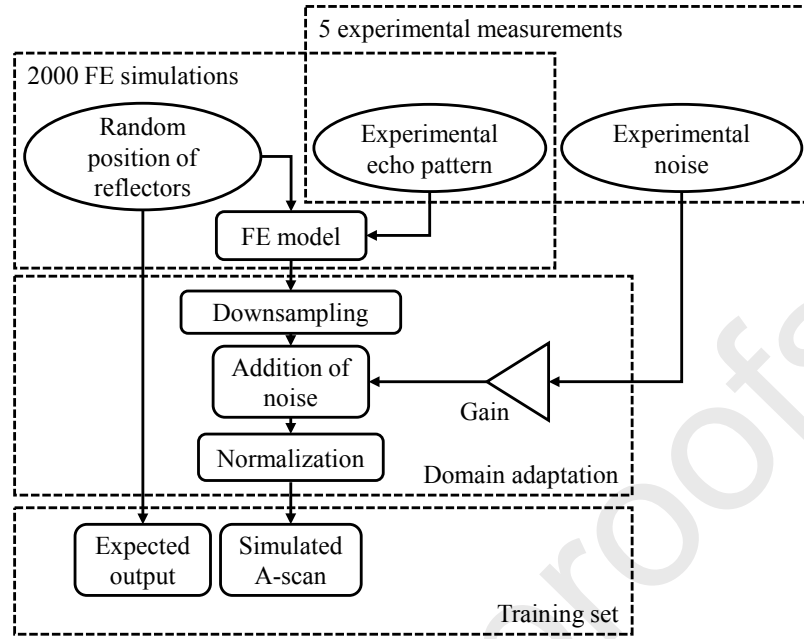 5 experimental measurements
2000 FE simulations
Random
position of
reflectors
Experimental
echo pattern
Experimental
noise
FE model
Downsampling
Addition of
noise
Gain
Normalization
Domain adaptation
Expected
output
Simulated
A-scan
Training set
proofs